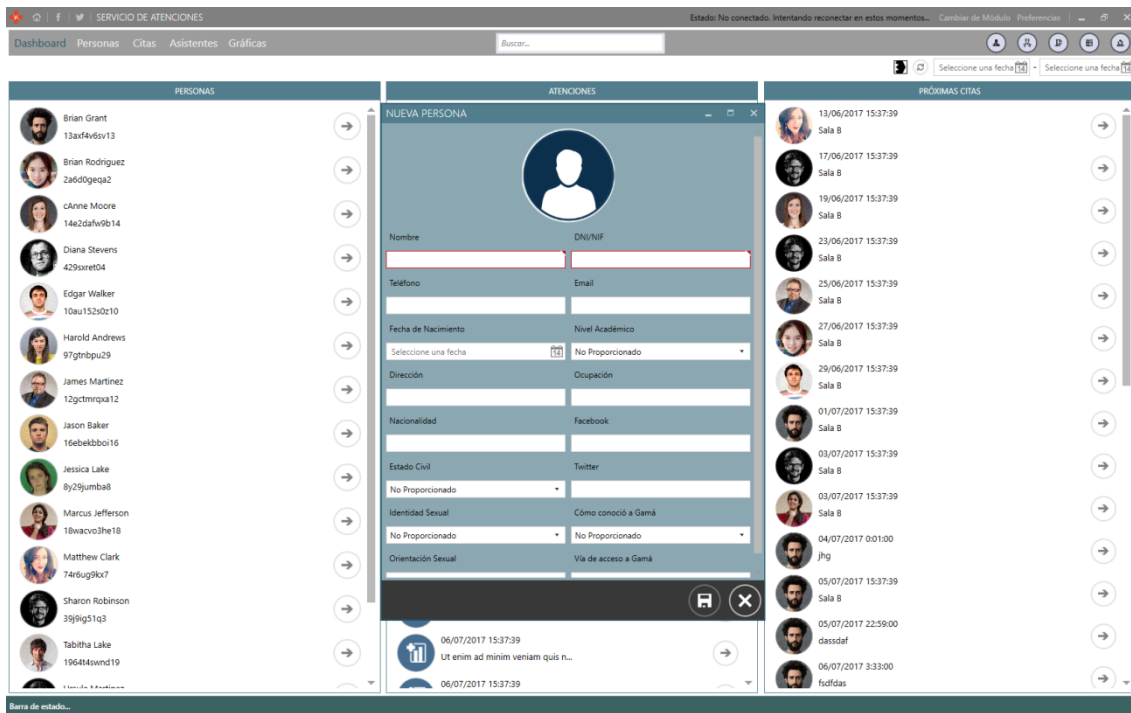 SERVICIO DE ATENCIONES
Estado: No conectado. Intentando reconectar en estos momentos... Cambiar de Módulo Preferencias
Dashboard Personas Citas Asistentes Gráficas
Buscar...
Seleccione una fecha 14 - Seleccione una fecha 14
PERSONAS
Brian Grant
13axf4v6sv13
Brian Rodriguez
2a6d0geqa2
cAnne Moore
14e2dafw9b14
Diana Stevens
429sxret04
Edgar Walker
10au152s0z10
Harold Andrews
97gtnbpu29
James Martinez
12gctmrqxa12
Jason Baker
16ebekbboi16
Jessica Lake
8y29jumba8
Marcus Jefferson
18wacvo3he18
Matthew Clark
74r6ug9kx7
Sharon Robinson
39j9ig51q3
Tabitha Lake
1964t4swnd19
ATENCIONES
NUEVA PERSONA
Nombre DNI/NIF
Teléfono Email
Fecha de Nacimiento Nivel Académico
Seleccione una fecha 14 No Proporcionado
Dirección Ocupación
Nacionalidad Facebook
Estado Civil Twitter
No Proporcionado
Identidad Sexual Cómo conoció a Gamá
No Proporcionado No Proporcionado
Orientación Sexual Vía de acceso a Gamá
06/07/2017 15:37:39
Ut enim ad minim veniam quis n...
06/07/2017 15:37:39
PRÓXIMAS CITAS
13/06/2017 15:37:39
Sala B
17/06/2017 15:37:39
Sala B
19/06/2017 15:37:39
Sala B
23/06/2017 15:37:39
Sala B
25/06/2017 15:37:39
Sala B
27/06/2017 15:37:39
Sala B
29/06/2017 15:37:39
Sala B
01/07/2017 15:37:39
Sala B
03/07/2017 15:37:39
Sala B
03/07/2017 15:37:39
Sala B
04/07/2017 0:01:00
jhg
05/07/2017 15:37:39
Sala B
05/07/2017 22:59:00
dassdaf
06/07/2017 3:33:00
fsdfdas
Barra de estado...